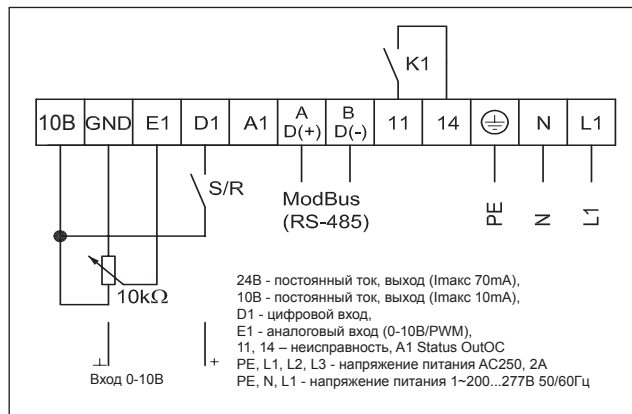 K1
10В GND E1 D1 A1 A D(+) B D(-) 11 14 N L1
S/R
ModBus
(RS-485)
PE N L1
10kΩ
⊥ +
Вход 0-10В
24В - постоянный ток, выход (Iмакс 70mA),
10В - постоянный ток, выход (Iмакс 10mA),
D1 - цифровой вход,
E1 - аналоговый вход (0-10В/PWM),
11, 14 – неисправность, A1 Status OutOC
PE, L1, L2, L3 - напряжение питания AC250, 2A
PE, N, L1 - напряжение питания 1~200...277В 50/60Гц